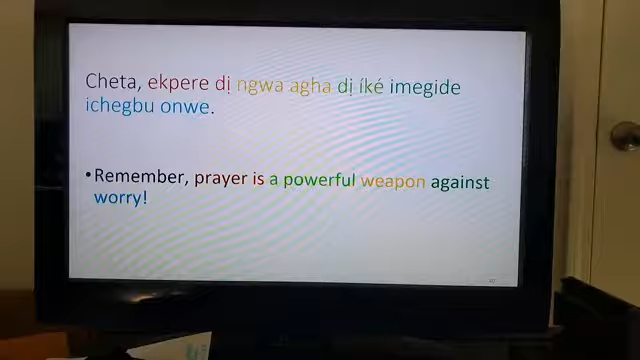 Cheta, ekpere dị ngwa agha dị íké imegide
ichegbu onwe.
•Remember, prayer is a powerful weapon against
worry!